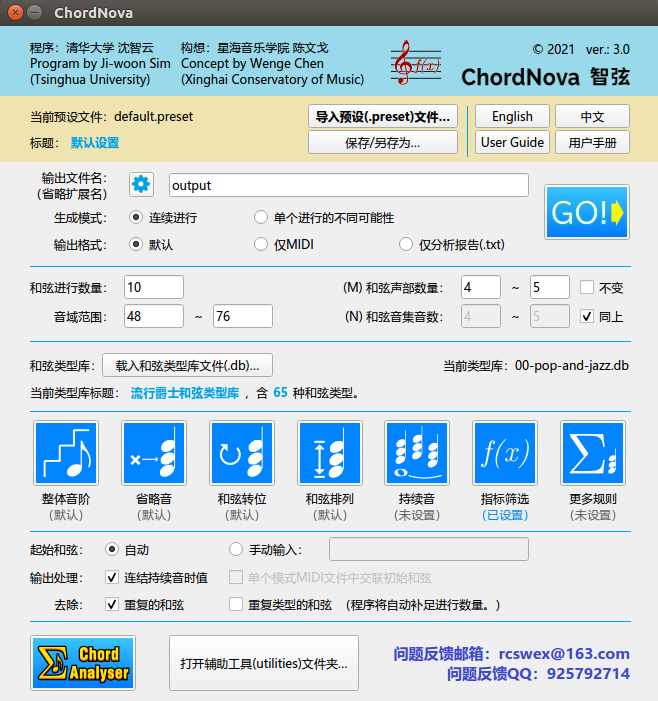 ChordNova
程序：清华大学 沈智云 构想：星海音乐学院 陈文戈
Program by Ji-woon Sim Concept by Wenge Chen
(Tsinghua University) (Xinghai Conservatory of Music)
f(x)
© 2021 ver.: 3.0
ChordNova 智弦
当前预设文件：default.preset 导入预设(.preset)文件... English 中文
标题：默认设置 保存/另存为... User Guide 用户手册
输出文件名：
(省略扩展名)
output
GO!
生成模式： 连续进行 单个进行的不同可能性
输出格式： 默认 仅MIDI 仅分析报告(.txt)
和弦进行数量： 10 (M) 和弦声部数量： 4 ~ 5 不变
音域范围： 48 ~ 76 (N) 和弦音集音数： 4 ~ 5 同上
和弦类型库： 载入和弦类型库文件(.db)... 当前类型库：00-pop-and-jazz.db
当前类型库标题： 流行爵士和弦类型库 ，含 65 种和弦类型。
f(x)
整体音阶 省略音 和弦转位 和弦排列 持续音 指标筛选 更多规则
(默认) (默认) (默认) (默认) (未设置) (已设置) (未设置)
起始和弦： 自动 手动输入：
输出处理： 连结持续音时值 单个模式MIDI文件中交联初始和弦
去除： 重复的和弦 重复类型的和弦 (程序将自动补足进行数量。)
Chord
Analyser
打开辅助工具(utilities)文件夹...
问题反馈邮箱：rcswex@163.com
问题反馈QQ：925792714